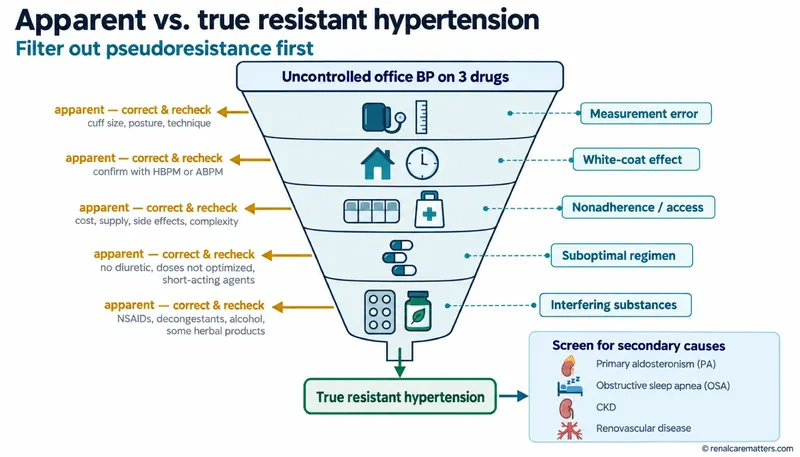 Apparent vs. true resistant hypertension
Filter out pseudoresistance first
Uncontrolled office BP on 3 drugs
apparent — correct & recheck
cuff size, posture, technique
Measurement error
apparent — correct & recheck
confirm with HBPM or ABPM
White-coat effect
apparent — correct & recheck
cost, supply, side effects, complexity
Nonadherence / access
apparent — correct & recheck
no diuretic, doses not optimized,
short-acting agents
Suboptimal regimen
apparent — correct & recheck
NSAIDs, decongestants, alcohol,
some herbal products
Interfering substances
True resistant hypertension
Screen for secondary causes
Primary aldosteronism (PA)
Obstructive sleep apnea (OSA)
CKD
Renovascular disease
© renalcarematters.com